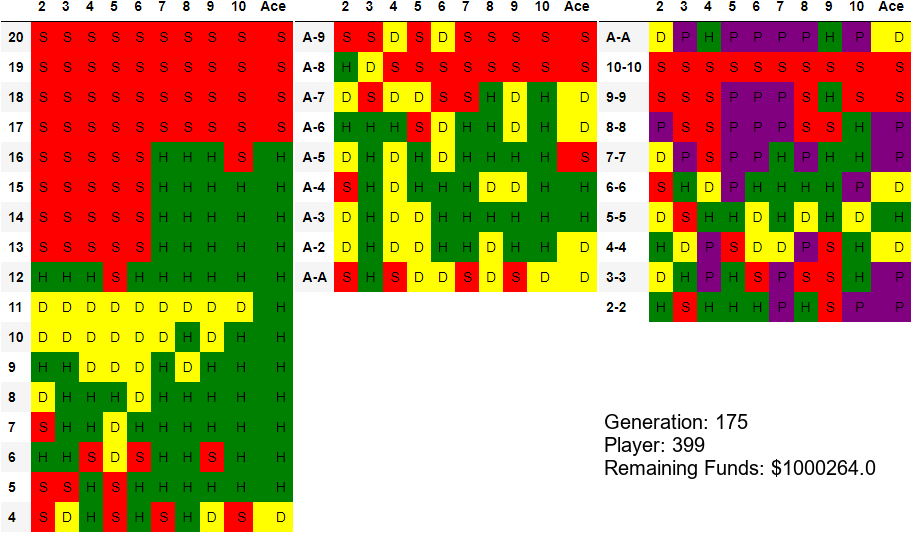 2 3 4 5 6 7 8 9 10 Ace
20 S S S S S S S S S S
19 S S S S S S S S S S
18 S S S S S S S S S S
17 S S S S S S S S S S
16 S S S S S H H H S H
15 S S S S S H H H H H
14 S S S S S H H H H H
13 S S S S S H H H H H
12 H H H S H H H H H H
11 D D D D D D D D D H
10 D D D D D D H D H H
9 H H D D D H D H H H
8 D H H H D H H H H H
7 S H H D H H H H H H
6 H H S D S H H S H H
5 S S H S H H H H H H
4 S D H S H S H D S D
2 3 4 5 6 7 8 9 10 Ace
A-9 S S D S D S S S S S
A-8 H D S S S S S S S S
A-7 D S D D S S H D H D
A-6 H H H S D H H D H D
A-5 D H D H D H H H H S
A-4 S H D H H H D D H H
A-3 D H D D H H H H H H
A-2 D H D D H H D H H D
A-A S H S D D S D S D D
2 3 4 5 6 7 8 9 10 Ace
A-A D P H P P P P H P D
10-10 S S S S S S S S S S
9-9 S S S P P P S H S S
8-8 P S S P P P S S H P
7-7 D P S P P H P H H P
6-6 S H D P H H H H P D
5-5 D S H H D H D H D H
4-4 H D P S D D P S H D
3-3 D H P H S P S S H P
2-2 H S H H H P H S P P
Generation: 175
Player: 399
Remaining Funds: $1000264.0